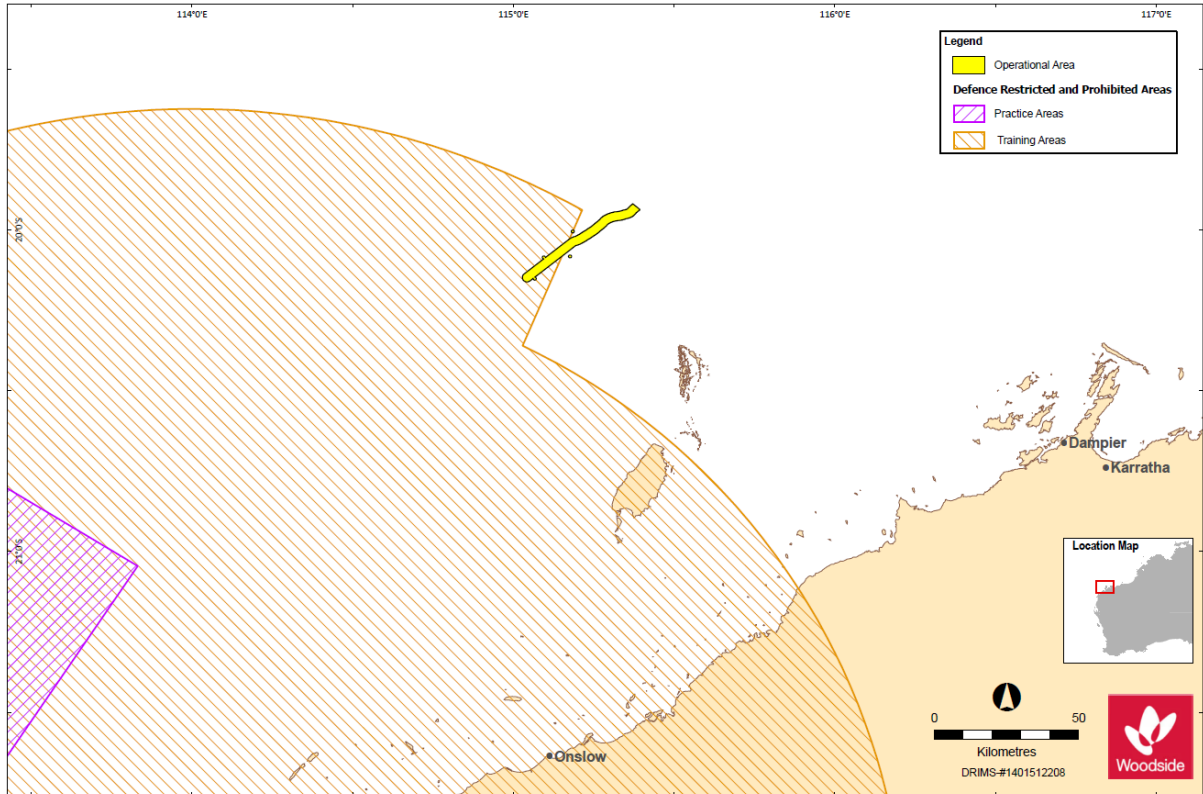 114°0'E
115°0'E
116°0'E
117°0'E
Legend
Operational Area
Defence Restricted and Prohibited Areas
Practice Areas
Training Areas
20°0'S
Dampier
Karratha
21°0'S
Location Map
Onslow
0 50
Kilometres
DRIMS-#1401512208
Woodside